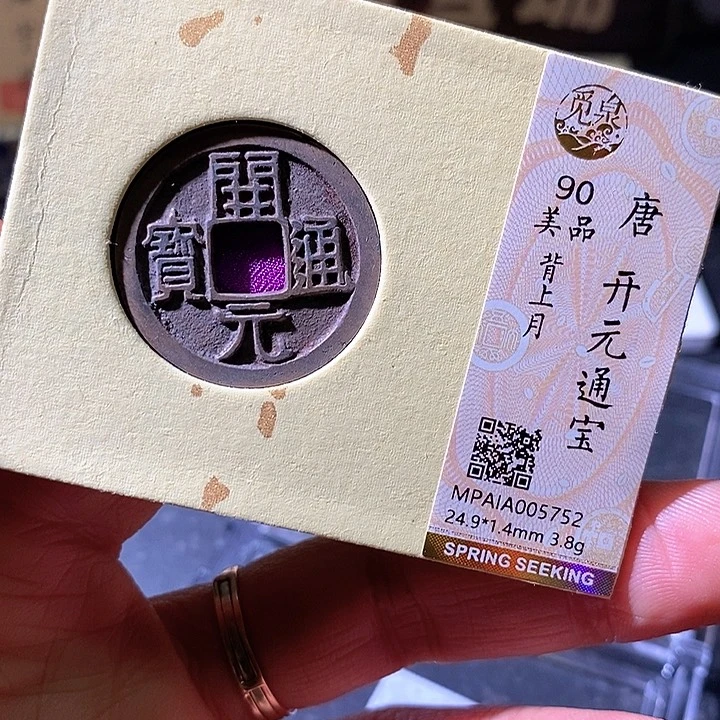 開
通
元
寶
觅泉
唐 开元通宝
90
美品
背上月
MPAIA005752
24.9*1.4mm 3.8g
SPRING SEEKING